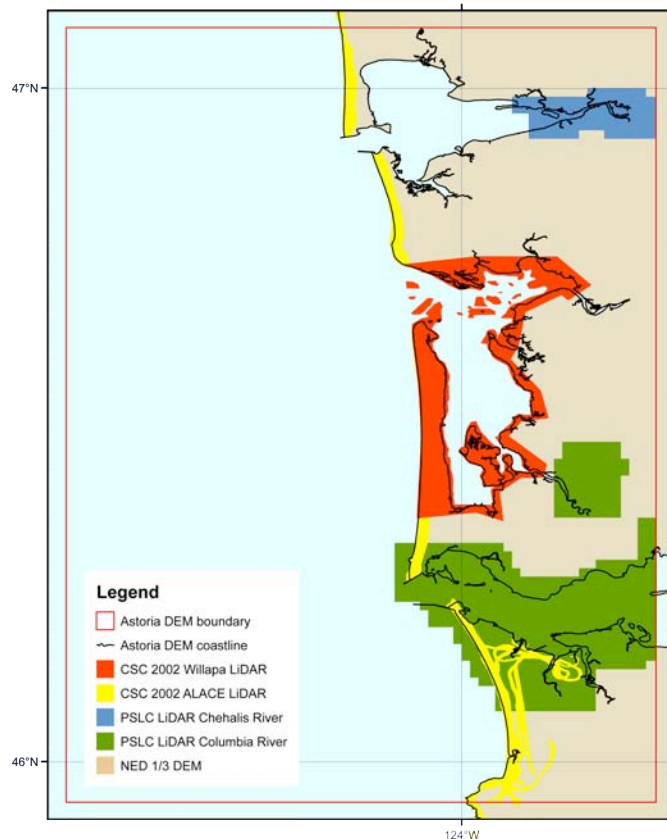 47°N
Legend
Astoria DEM boundary
Astoria DEM coastline
CSC 2002 Willapa LiDAR
CSC 2002 ALACE LiDAR
PSLC LiDAR Chehalis River
PSLC LiDAR Columbia River
NED 1/3 DEM
46°N
124°W